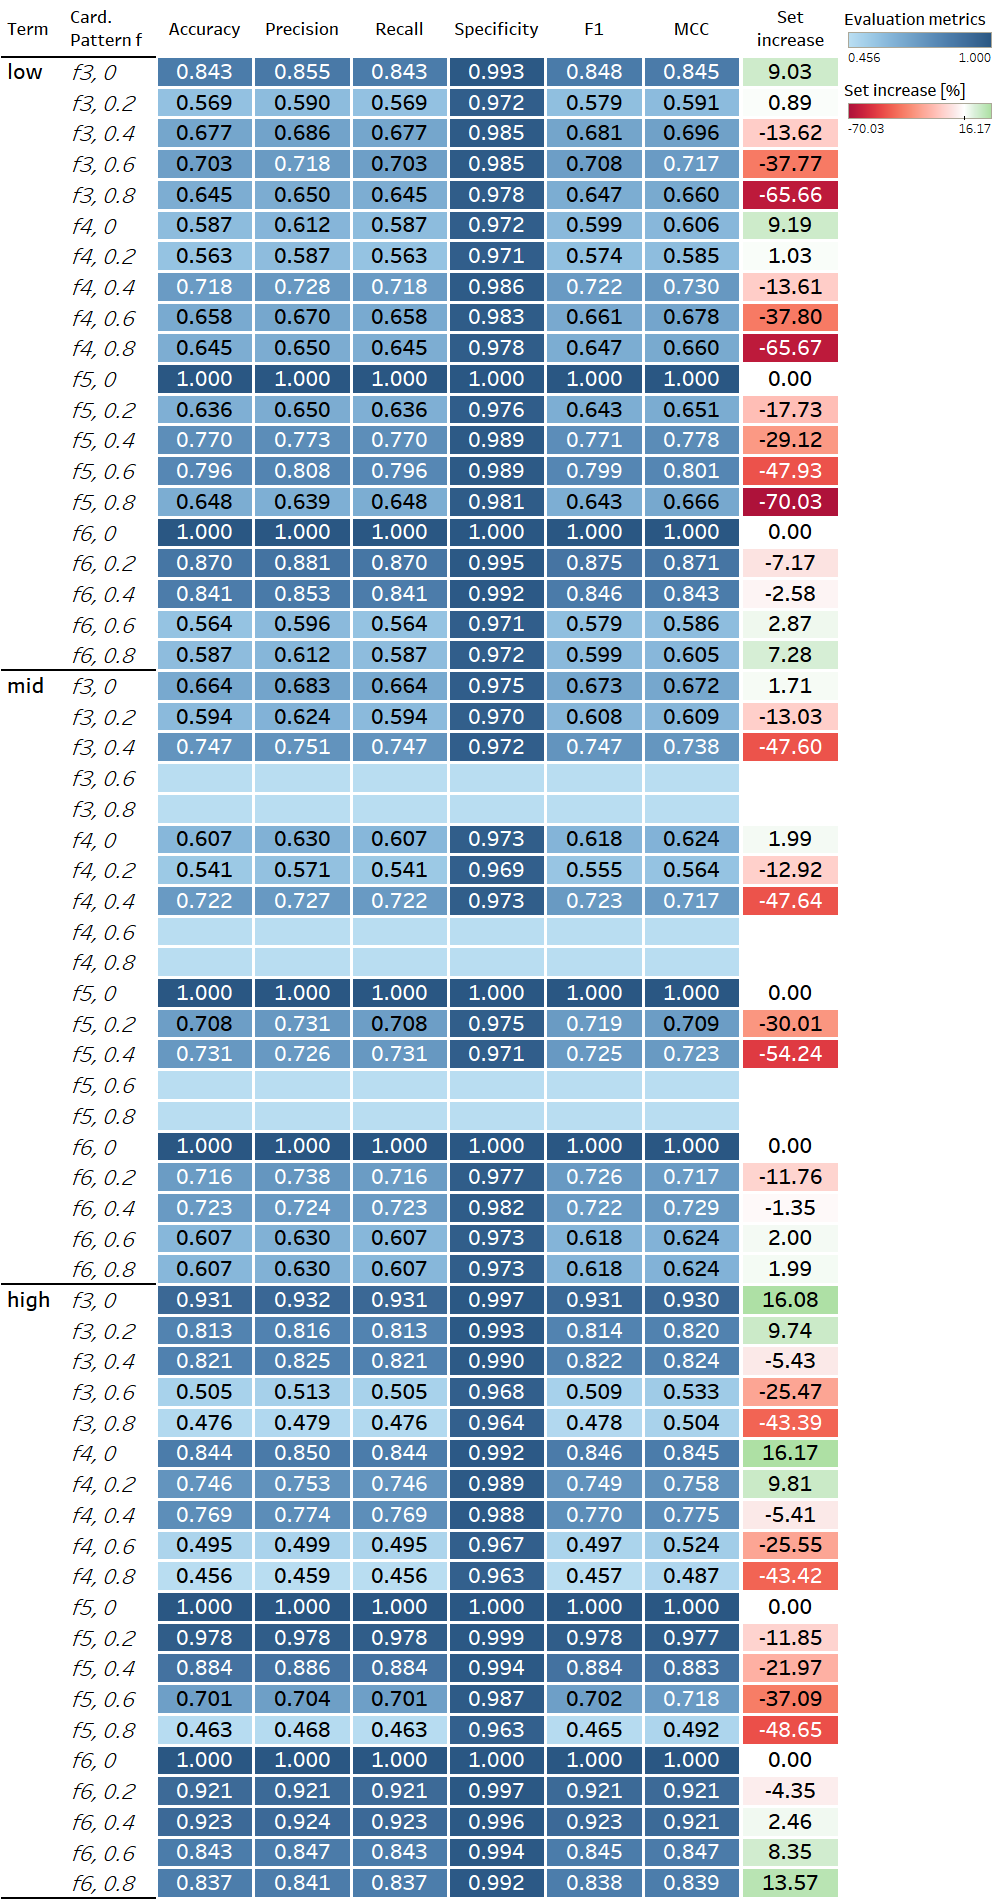 Term Card. Pattern f Accuracy Precision Recall Specificity F1 MCC Set increase
Evaluation metrics
0.456 1.000
Set increase [%]
-70.03 16.17
low f3, 0 0.843 0.855 0.843 0.993 0.848 0.845 9.03
f3, 0.2 0.569 0.590 0.569 0.972 0.579 0.591 0.89
f3, 0.4 0.677 0.686 0.677 0.985 0.681 0.696 -13.62
f3, 0.6 0.703 0.718 0.703 0.985 0.708 0.717 -37.77
f3, 0.8 0.645 0.650 0.645 0.978 0.647 0.660 -65.66
f4, 0 0.587 0.612 0.587 0.972 0.599 0.606 9.19
f4, 0.2 0.563 0.587 0.563 0.971 0.574 0.585 1.03
f4, 0.4 0.718 0.728 0.718 0.986 0.722 0.730 -13.61
f4, 0.6 0.658 0.670 0.658 0.983 0.661 0.678 -37.80
f4, 0.8 0.645 0.650 0.645 0.978 0.647 0.660 -65.67
f5, 0 1.000 1.000 1.000 1.000 1.000 1.000 0.00
f5, 0.2 0.636 0.650 0.636 0.976 0.643 0.651 -17.73
f5, 0.4 0.770 0.773 0.770 0.989 0.771 0.778 -29.12
f5, 0.6 0.796 0.808 0.796 0.989 0.799 0.801 -47.93
f5, 0.8 0.648 0.639 0.648 0.981 0.643 0.666 -70.03
f6, 0 1.000 1.000 1.000 1.000 1.000 1.000 0.00
f6, 0.2 0.870 0.881 0.870 0.995 0.875 0.871 -7.17
f6, 0.4 0.841 0.853 0.841 0.992 0.846 0.843 -2.58
f6, 0.6 0.564 0.596 0.564 0.971 0.579 0.586 2.87
f6, 0.8 0.587 0.612 0.587 0.972 0.599 0.605 7.28
mid f3, 0 0.664 0.683 0.664 0.975 0.673 0.672 1.71
f3, 0.2 0.594 0.624 0.594 0.970 0.608 0.609 -13.03
f3, 0.4 0.747 0.751 0.747 0.972 0.747 0.738 -47.60
f3, 0.6
f3, 0.8
f4, 0 0.607 0.630 0.607 0.973 0.618 0.624 1.99
f4, 0.2 0.541 0.571 0.541 0.969 0.555 0.564 -12.92
f4, 0.4 0.722 0.727 0.722 0.973 0.723 0.717 -47.64
f4, 0.6
f4, 0.8
f5, 0 1.000 1.000 1.000 1.000 1.000 1.000 0.00
f5, 0.2 0.708 0.731 0.708 0.975 0.719 0.709 -30.01
f5, 0.4 0.731 0.726 0.731 0.971 0.725 0.723 -54.24
f5, 0.6
f5, 0.8
f6, 0 1.000 1.000 1.000 1.000 1.000 1.000 0.00
f6, 0.2 0.716 0.738 0.716 0.977 0.726 0.717 -11.76
f6, 0.4 0.723 0.724 0.723 0.982 0.722 0.729 -1.35
f6, 0.6 0.607 0.630 0.607 0.973 0.618 0.624 2.00
f6, 0.8 0.607 0.630 0.607 0.973 0.618 0.624 1.99
high f3, 0 0.931 0.932 0.931 0.997 0.931 0.930 16.08
f3, 0.2 0.813 0.816 0.813 0.993 0.814 0.820 9.74
f3, 0.4 0.821 0.825 0.821 0.990 0.822 0.824 -5.43
f3, 0.6 0.505 0.513 0.505 0.968 0.509 0.533 -25.47
f3, 0.8 0.476 0.479 0.476 0.964 0.478 0.504 -43.39
f4, 0 0.844 0.850 0.844 0.992 0.846 0.845 16.17
f4, 0.2 0.746 0.753 0.746 0.989 0.749 0.758 9.81
f4, 0.4 0.769 0.774 0.769 0.988 0.770 0.775 -5.41
f4, 0.6 0.495 0.499 0.495 0.967 0.497 0.524 -25.55
f4, 0.8 0.456 0.459 0.456 0.963 0.457 0.487 -43.42
f5, 0 1.000 1.000 1.000 1.000 1.000 1.000 0.00
f5, 0.2 0.978 0.978 0.978 0.999 0.978 0.977 -11.85
f5, 0.4 0.884 0.886 0.884 0.994 0.884 0.883 -21.97
f5, 0.6 0.701 0.704 0.701 0.987 0.702 0.718 -37.09
f5, 0.8 0.463 0.468 0.463 0.963 0.465 0.492 -48.65
f6, 0 1.000 1.000 1.000 1.000 1.000 1.000 0.00
f6, 0.2 0.921 0.921 0.921 0.997 0.921 0.921 -4.35
f6, 0.4 0.923 0.924 0.923 0.996 0.923 0.921 2.46
f6, 0.6 0.843 0.847 0.843 0.994 0.845 0.847 8.35
f6, 0.8 0.837 0.841 0.837 0.992 0.838 0.839 13.57